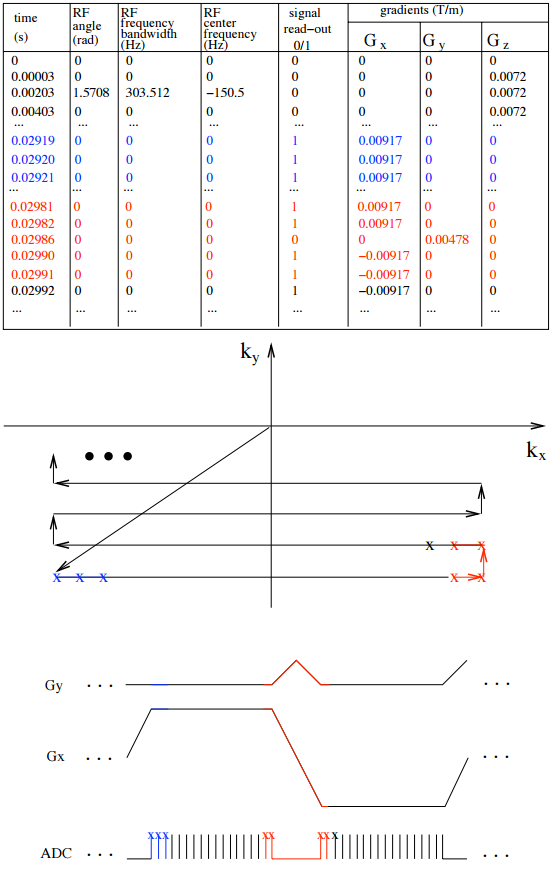 time (s) RF angle (rad) RF frequency bandwidth (Hz) RF center frequency (Hz) signal read−out 0/1 gradients (T/m) G x G y G z
0 0 0 0 0 0 0 0
0.00003 0 0 0 0 0 0 0.0072
0.00203 1.5708 303.512 −150.5 0 0 0 0.0072
0.00403 0 0 0 0 0 0 0.0072
... ... ... ... ... ... ... ...
0.02919 0 0 0 1 0.00917 0 0
0.02920 0 0 0 1 0.00917 0 0
0.02921 0 0 0 1 0.00917 0 0
... ... ... ... ... ... ... ...
0.02981 0 0 0 1 0.00917 0 0
0.02982 0 0 0 1 0.00917 0 0
0.02986 0 0 0 0 0 0.00478 0
0.02990 0 0 0 1 −0.00917 0 0
0.02991 0 0 0 1 −0.00917 0 0
0.02992 0 0 0 1 −0.00917 0 0
... ... ... ... ... ... ... ...
ky
kx
x x x
x x x x x
Gy ... ...
Gx ... ...
xxx xx xxx
ADC ... ...